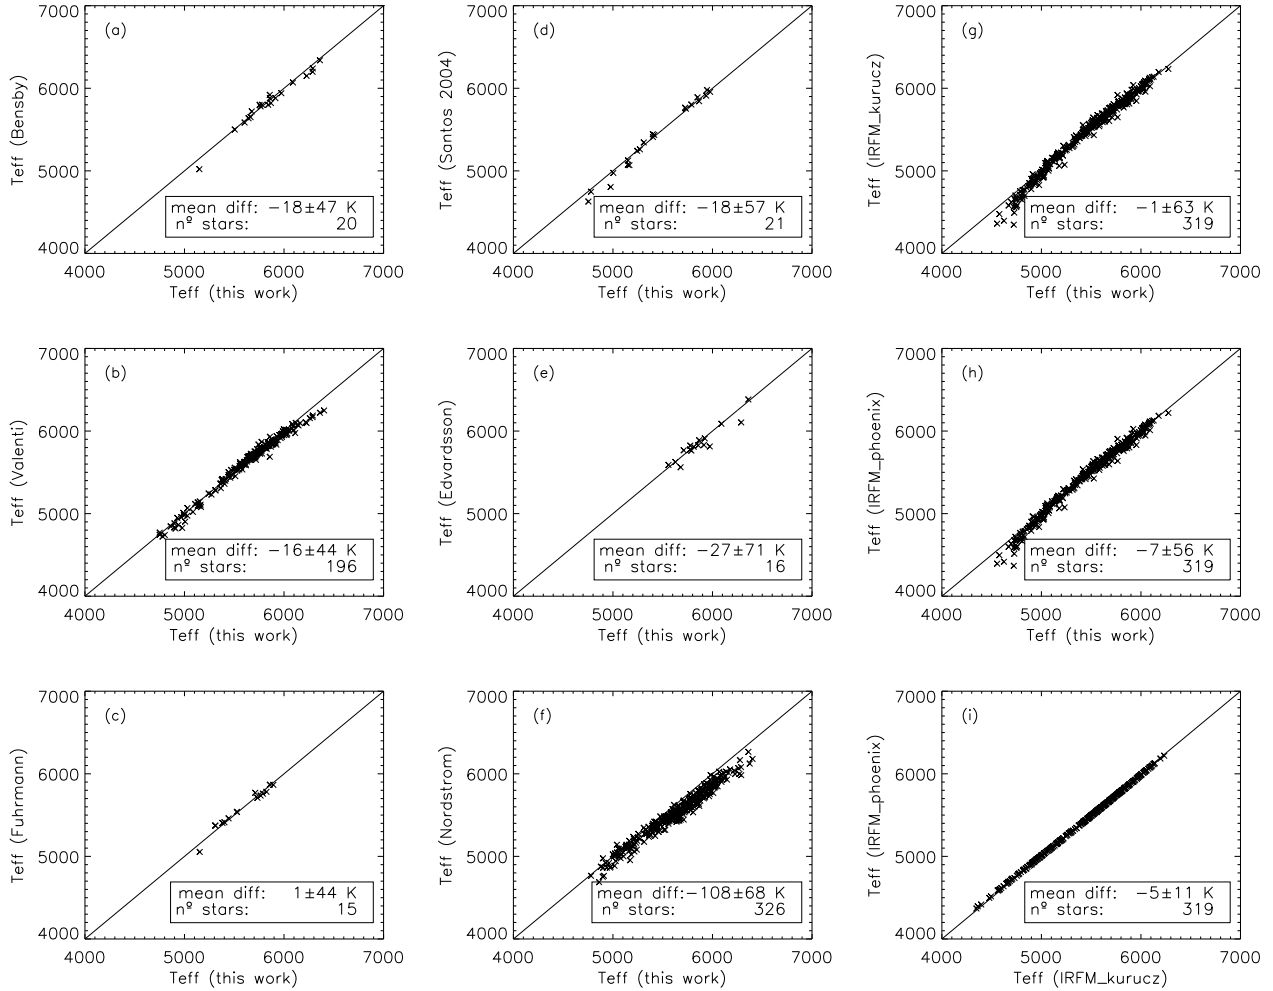 (a)
7000
6000
5000
4000
Teff (Bensby)
mean diff: −18±47 K
nº stars: 20
4000 5000 6000 7000
Teff (this work)
(d)
7000
6000
5000
4000
Teff (Santos 2004)
mean diff: −18±57 K
nº stars: 21
4000 5000 6000 7000
Teff (this work)
(g)
7000
6000
5000
4000
Teff (IRFM_kurucz)
mean diff: −1±63 K
nº stars: 319
4000 5000 6000 7000
Teff (this work)
(b)
7000
6000
5000
4000
Teff (Valenti)
mean diff: −16±44 K
nº stars: 196
4000 5000 6000 7000
Teff (this work)
(e)
7000
6000
5000
4000
Teff (Edvardsson)
mean diff: −27±71 K
nº stars: 16
4000 5000 6000 7000
Teff (this work)
(h)
7000
6000
5000
4000
Teff (IRFM_phoenix)
mean diff: −7±56 K
nº stars: 319
4000 5000 6000 7000
Teff (this work)
(c)
7000
6000
5000
4000
Teff (Fuhrmann)
mean diff: 1±44 K
nº stars: 15
4000 5000 6000 7000
Teff (this work)
(f)
7000
6000
5000
4000
Teff (Nordstrom)
mean diff:−108±68 K
nº stars: 326
4000 5000 6000 7000
Teff (this work)
(i)
7000
6000
5000
4000
Teff (IRFM_phoenix)
mean diff: −5±11 K
nº stars: 319
4000 5000 6000 7000
Teff (IRFM_kurucz)